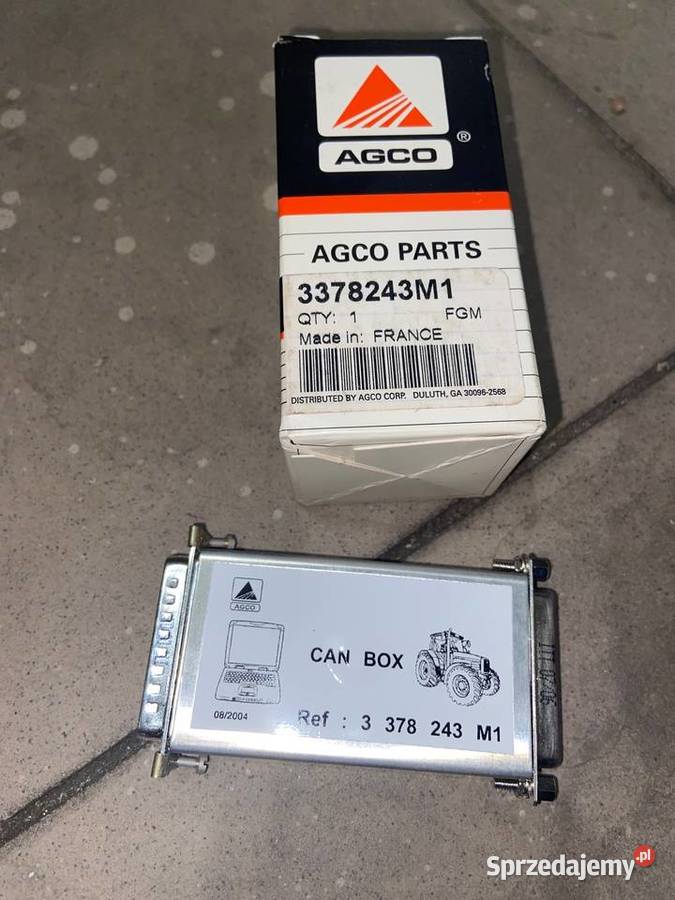 AGCO
®
AGCO PARTS
3378243M1
QTY: 1 FGM
Made in: FRANCE
DISTRIBUTED BY AGCO CORP. DULUTH, GA 30096-2568
AGCO
CAN BOX
08/2004
Ref : 3 378 243 M1
Sprzedajemy.pl